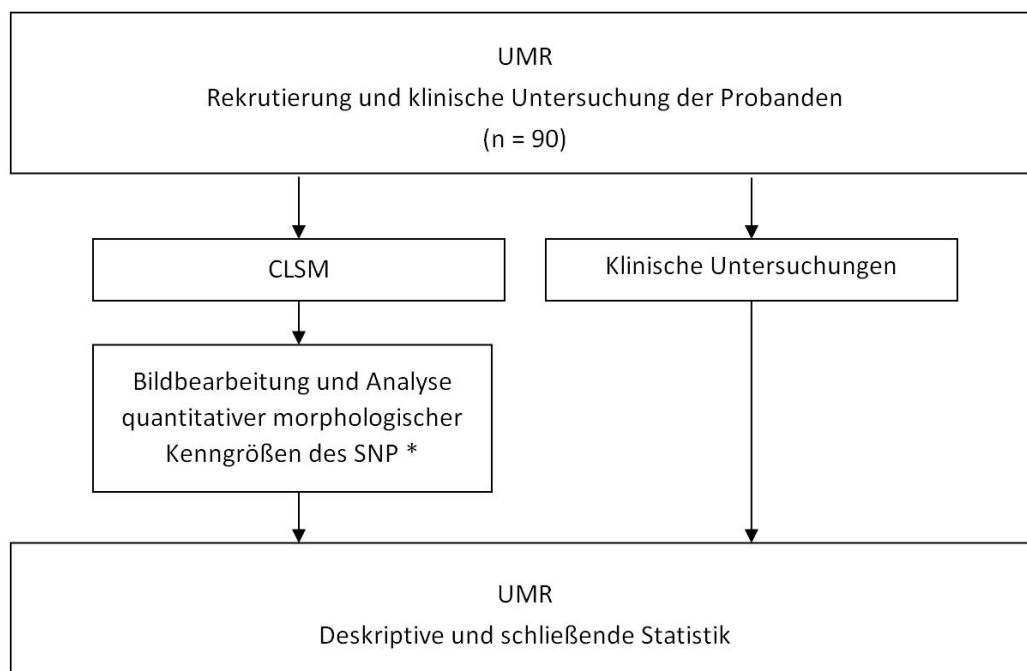 UMR
Rekrutierung und klinische Untersuchung der Probanden
(n = 90)
CLSM
Klinische Untersuchungen
Bildbearbeitung und Analyse
quantitativer morphologischer
Kenngrößen des SNP *
UMR
Deskriptive und schließende Statistik